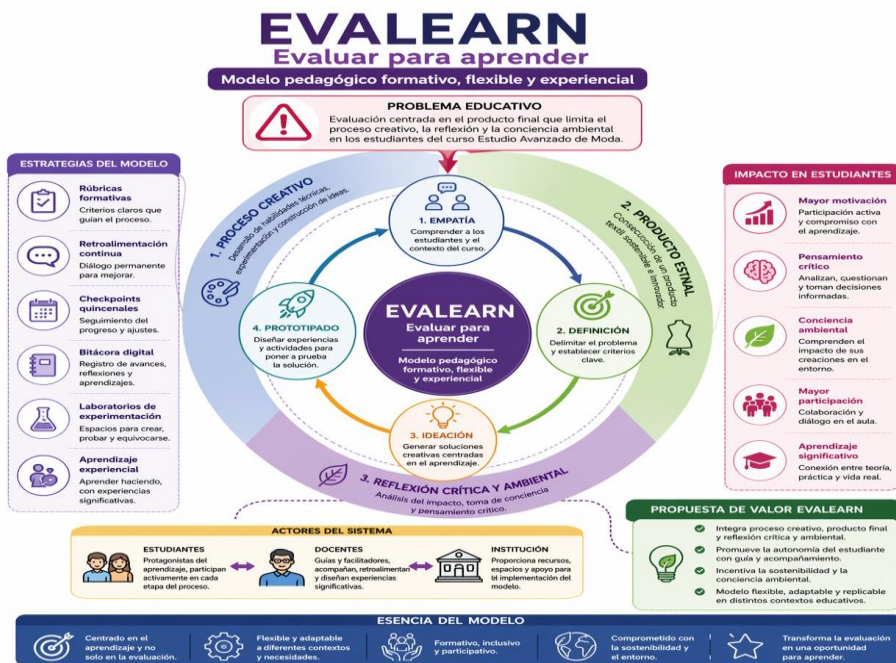 EVALEARN
Evaluar para aprender
Modelo pedagógico formativo, flexible y experiencial
PROBLEMA EDUCATIVO
Evaluación centrada en el producto final que limita el
proceso creativo, la reflexión y la conciencia ambiental
en los estudiantes del curso Estudio Avanzado de Moda.
ESTRATEGIAS DEL MODELO
Rúbricas
formativas
Criterios claros que
guían el proceso.
Retroalimentación
continua
Diálogo permanente
para mejorar.
Checkpoints
quincenales
Seguimiento del
progreso y ajustes.
Bitácora digital
Registro de avances,
reflexiones y
aprendizajes.
Laboratorios de
experimentación
Espacios para crear,
probar y equivocarse.
Aprendizaje
experiencial
Aprender haciendo,
con experiencias
significativas.
1. PROCESO CREATIVO
Desarrollo de habilidades técnicas,
experimentación y construcción de ideas.
2. PRODUCTO ESTNAL
Consecución de un producto
textil sostenible e innovador
3. REFLEXIÓN CRÍTICA Y AMBIENTAL
Análisis del impacto, toma de conciencia
y pensamiento crítico.
1. EMPATÍA
Comprender a los
estudiantes y el
contexto del curso.
2. DEFINICIÓN
Delimitar el problema
y establecer criterios
clave.
3. IDEACIÓN
Generar soluciones
creativas centradas
en el aprendizaje.
4. PROTOTIPADO
Diseñar experiencias
y actividades para
poner a prueba
la solución.
EVALEARN
Evaluar para
aprender
Modelo pedagógico
formativo, flexible
y experiencial
IMPACTO EN ESTUDIANTES
Mayor motivación
Participación activa
y compromiso con
el aprendizaje.
Pensamiento
crítico
Analizan, questionan
y toman decisiones
informadas.
Conciencia
ambiental
Comprenden el
impacto de sus
creaciones en el
entorno.
Mayor
participación
Colaboración y
diálogo en el aula.
Aprendizaje
significativo
Conexión entre teoría,
práctica y vida real.
ACTORES DEL SISTEMA
ESTUDIANTES
Protagonistas del
aprendizaje, participan
activamente en cada
etapa del proceso.
DOCENTES
Guías y facilitadores,
acompañan, retroalimentan
y diseñan experiencias
significativas.
INSTITUCIÓN
Proporciona recursos,
espacios y apoyo para
la implementación del
modelo.
PROPUESTA DE VALOR EVALEARN
Integra proceso creativo, producto final
y reflexión crítica y ambiental.
Promueve la autonomía del estudiante
con guía y acompañamiento.
Incentiva la sostenibilidad y la
conciencia ambiental.
Modelo flexible, adaptable y replicable
en distintos contextos educativos.
ESENCIA DEL MODELO
Centrado en el
aprendizaje y no
solo en la evaluación.
Flexible y adaptable
a diferentes contextos
y necesidades.
Formativo, inclusivo
y participativo.
Comprometido con
la sostenibilidad y
el entorno.
Transforma la evaluación
en una oportunidad
para aprender.